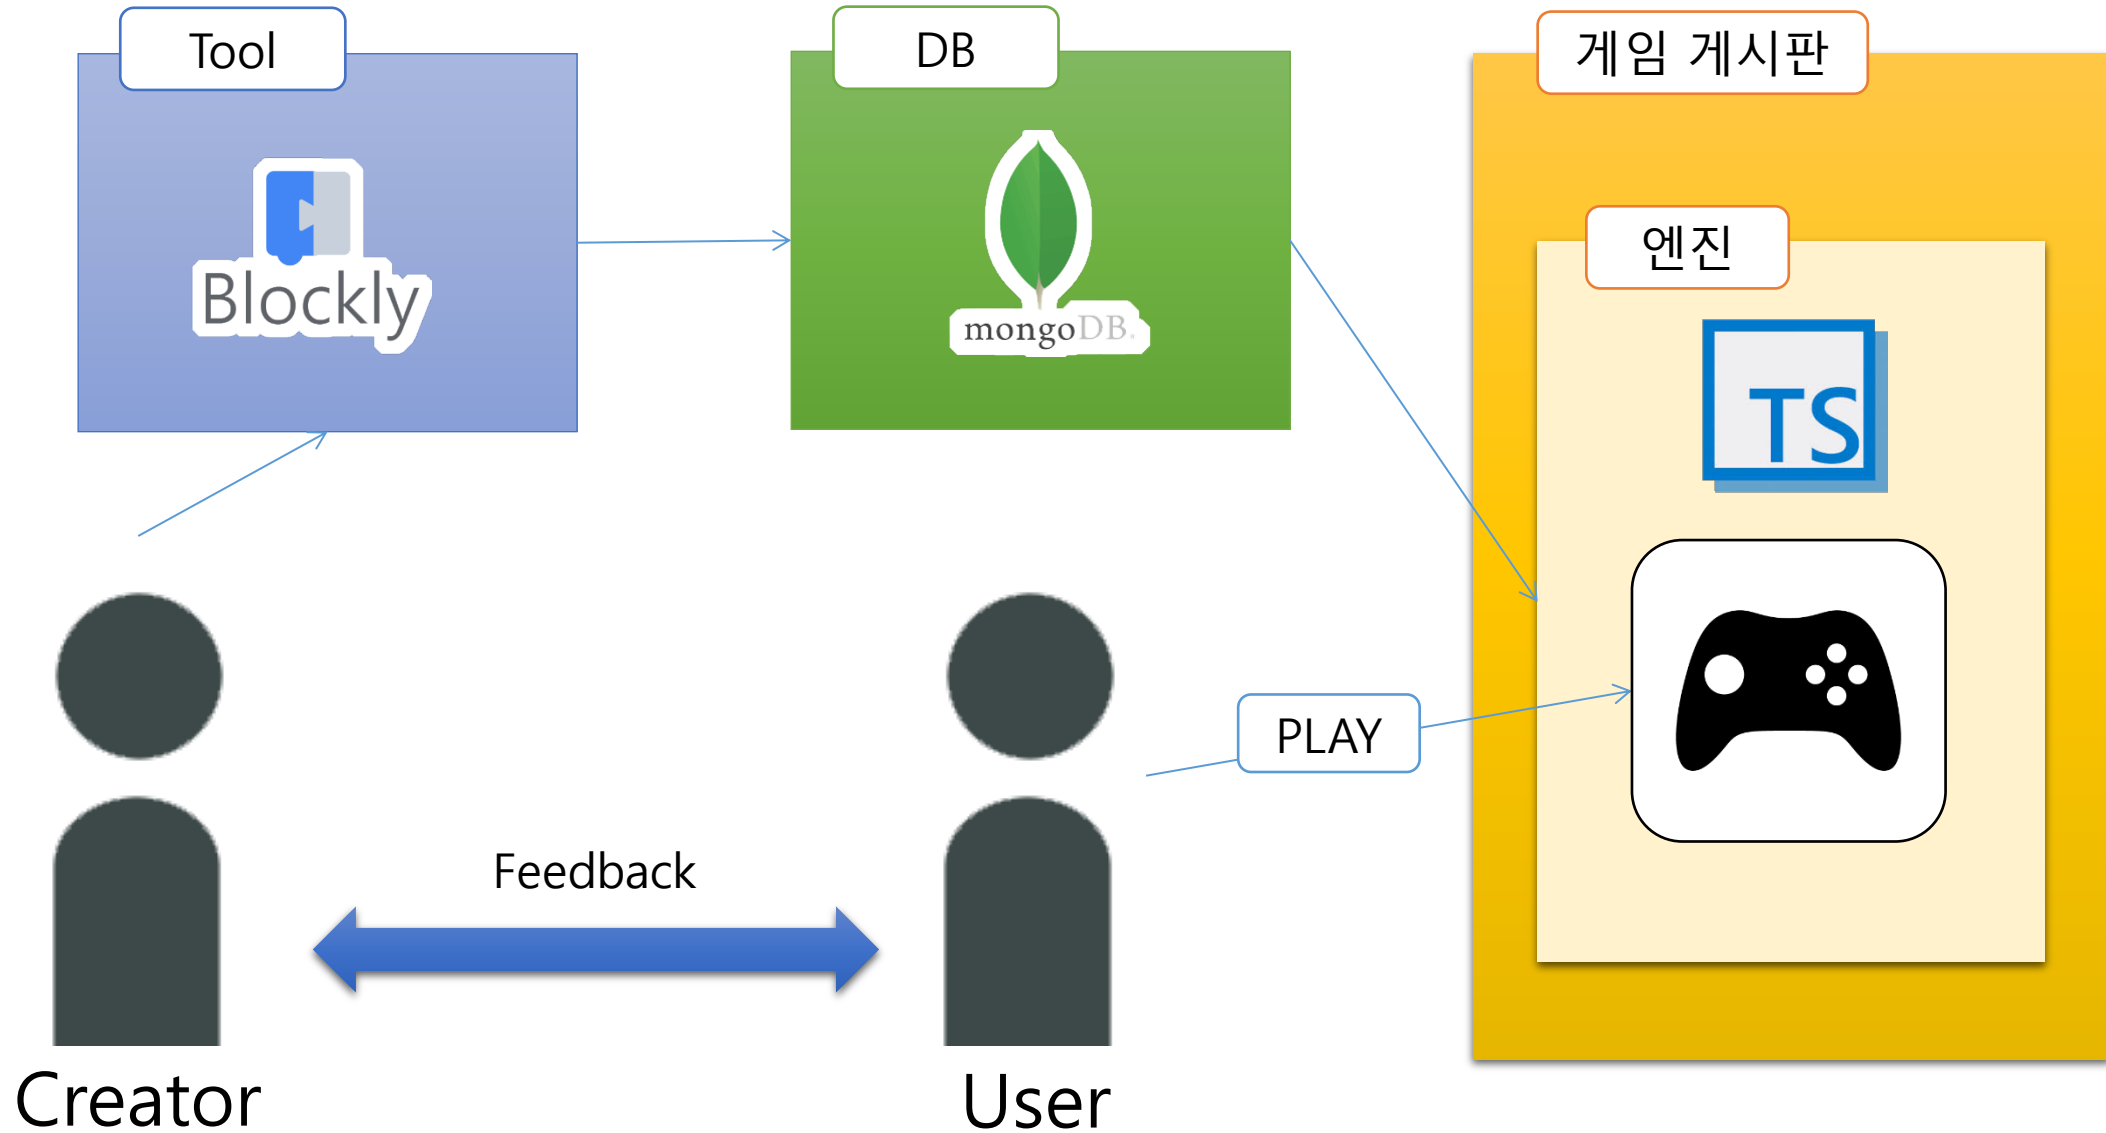 Tool
DB
게임 게시판
Blockly
mongoDB.
엔진
TS
PLAY
Feedback
Creator
User